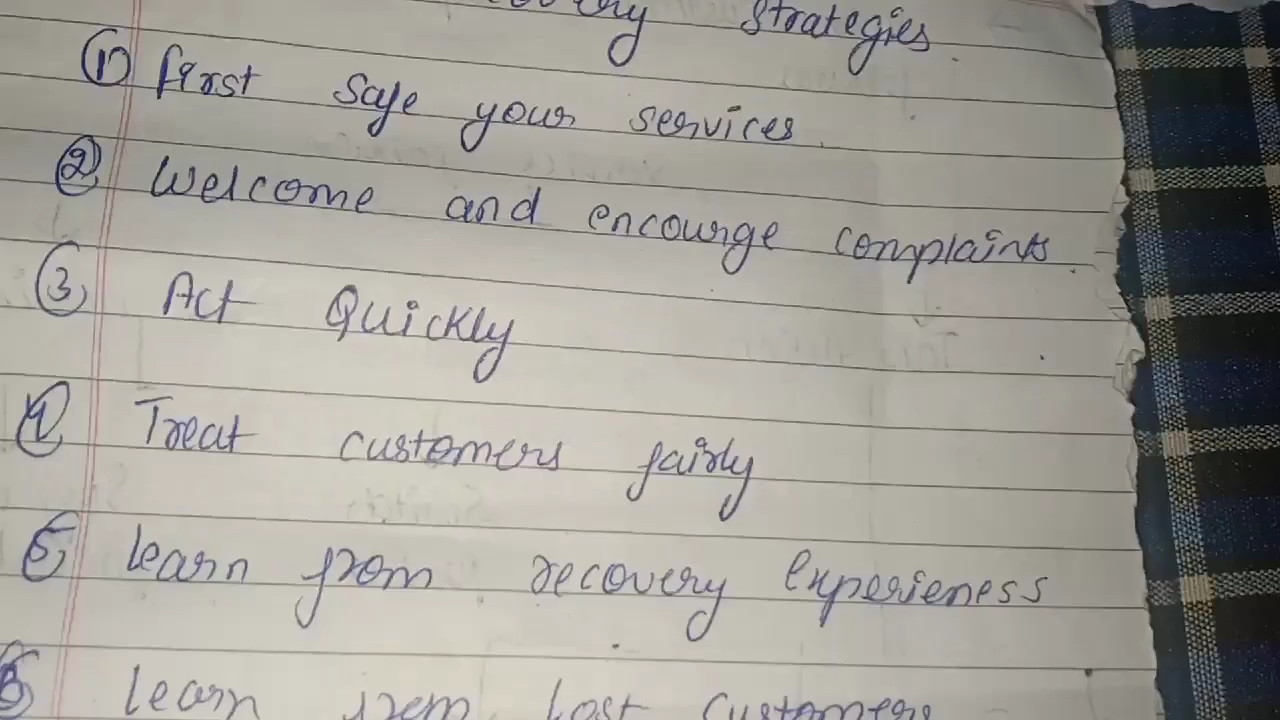 strategies
① first safe your services.
② Welcome and encourge complaints.
③ Act Quickly
④ Treat customers fairly
⑤ learn from recovery Experieness
learn from lost customers